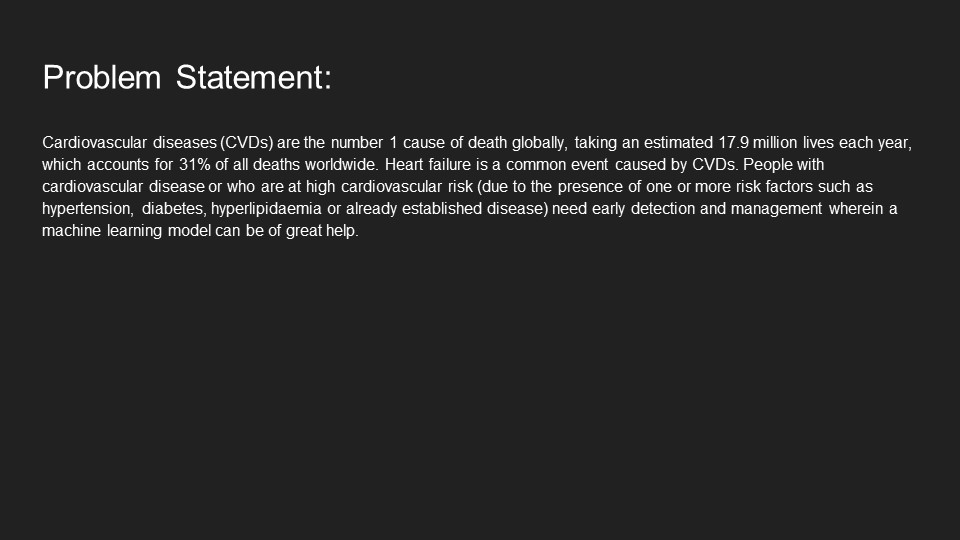 Problem Statement:
Cardiovascular diseases (CVDs) are the number 1 cause of death globally, taking an estimated 17.9 million lives each year,
which accounts for 31% of all deaths worldwide. Heart failure is a common event caused by CVDs. People with
cardiovascular disease or who are at high cardiovascular risk (due to the presence of one or more risk factors such as
hypertension, diabetes, hyperlipidaemia or already established disease) need early detection and management wherein a
machine learning model can be of great help.